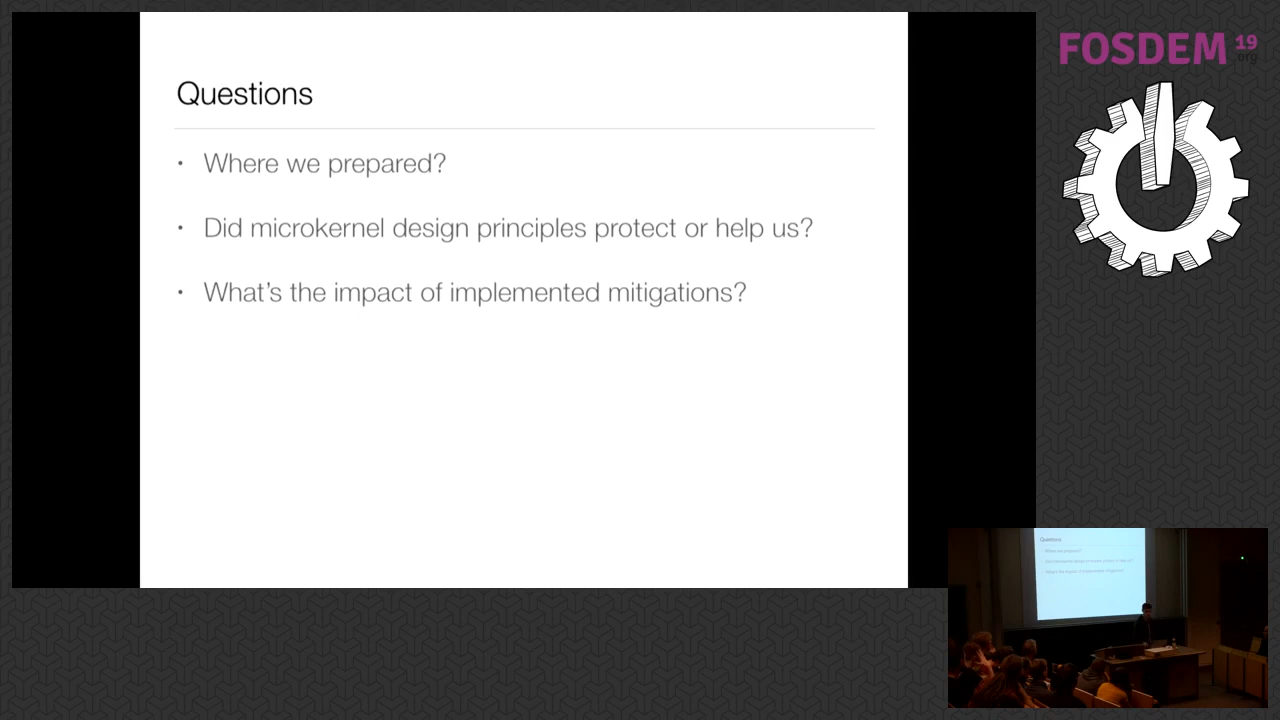 Questions
• Where we prepared?
• Did microkernel design principles protect or help us?
• What's the impact of implemented mitigations?
FOSDEM 19
.org
Questions